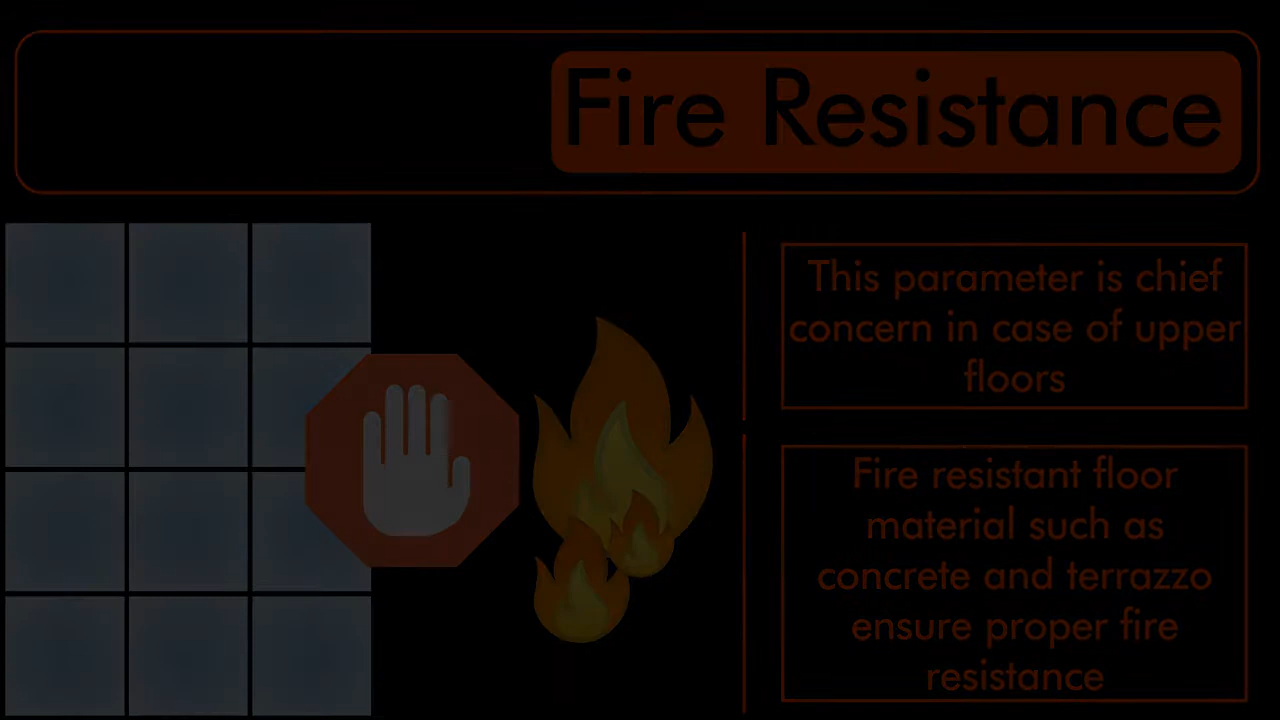 Fire Resistance
This parameter is chief
concern in case of upper
floors
Fire resistant floor
material such as
concrete and terrazzo
ensure proper fire
resistance